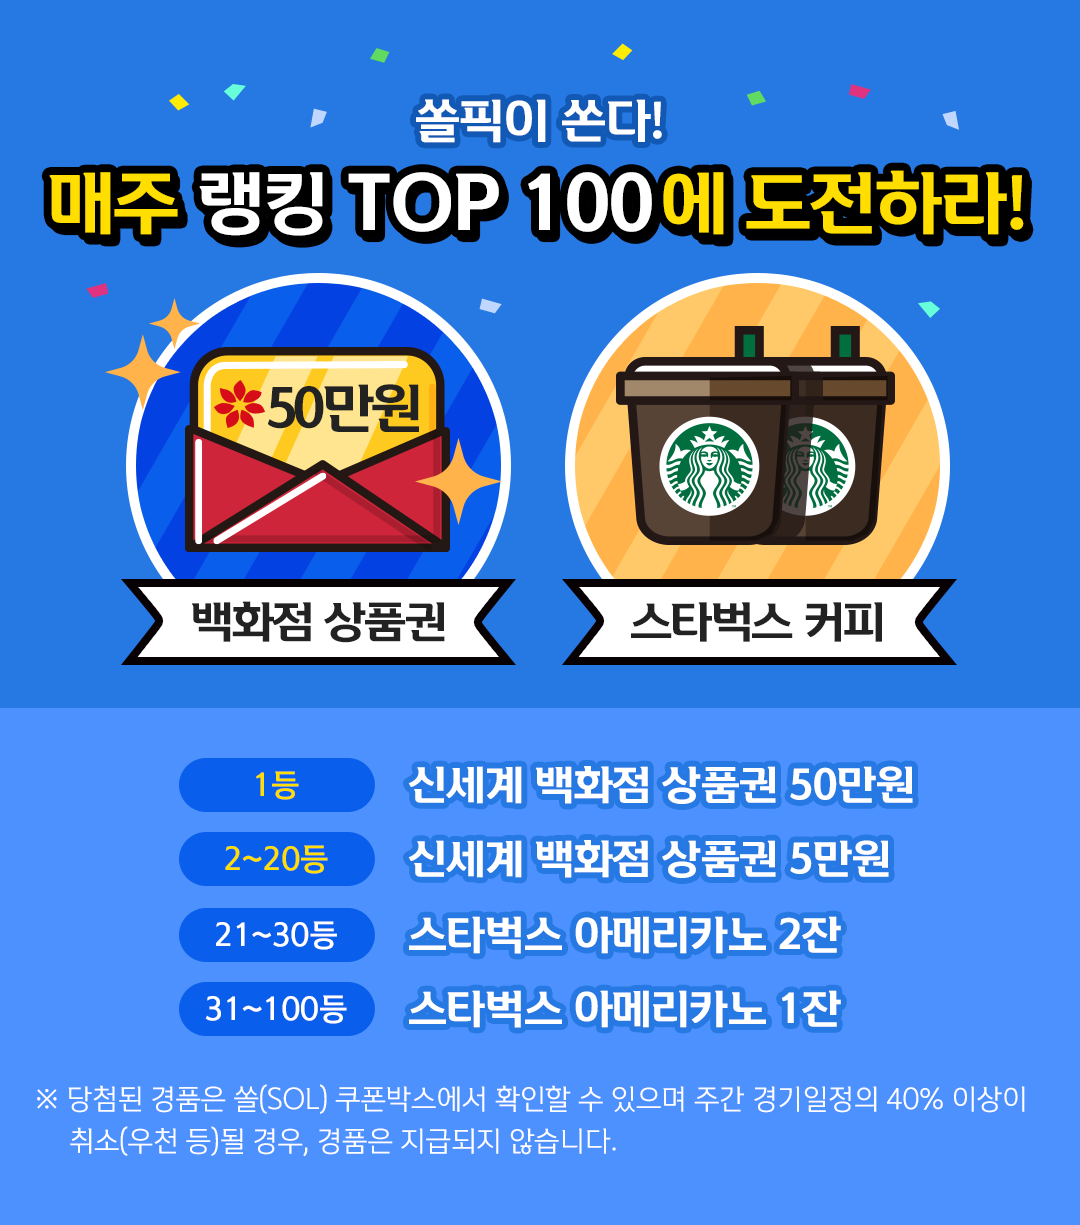 쏠픽이 쏜다!
매주 랭킹 TOP 100에 도전하라!
50만원
백화점 상품권
스타벅스 커피
1등
신세계 백화점 상품권 50만원
2~20등
신세계 백화점 상품권 5만원
21~30등
스타벅스 아메리카노 2잔
31~100등
스타벅스 아메리카노 1잔
※ 당첨된 경품은 쏠(SOL) 쿠폰박스에서 확인할 수 있으며 주간 경기일정의 40% 이상이
취소(우천 등)될 경우, 경품은 지급되지 않습니다.